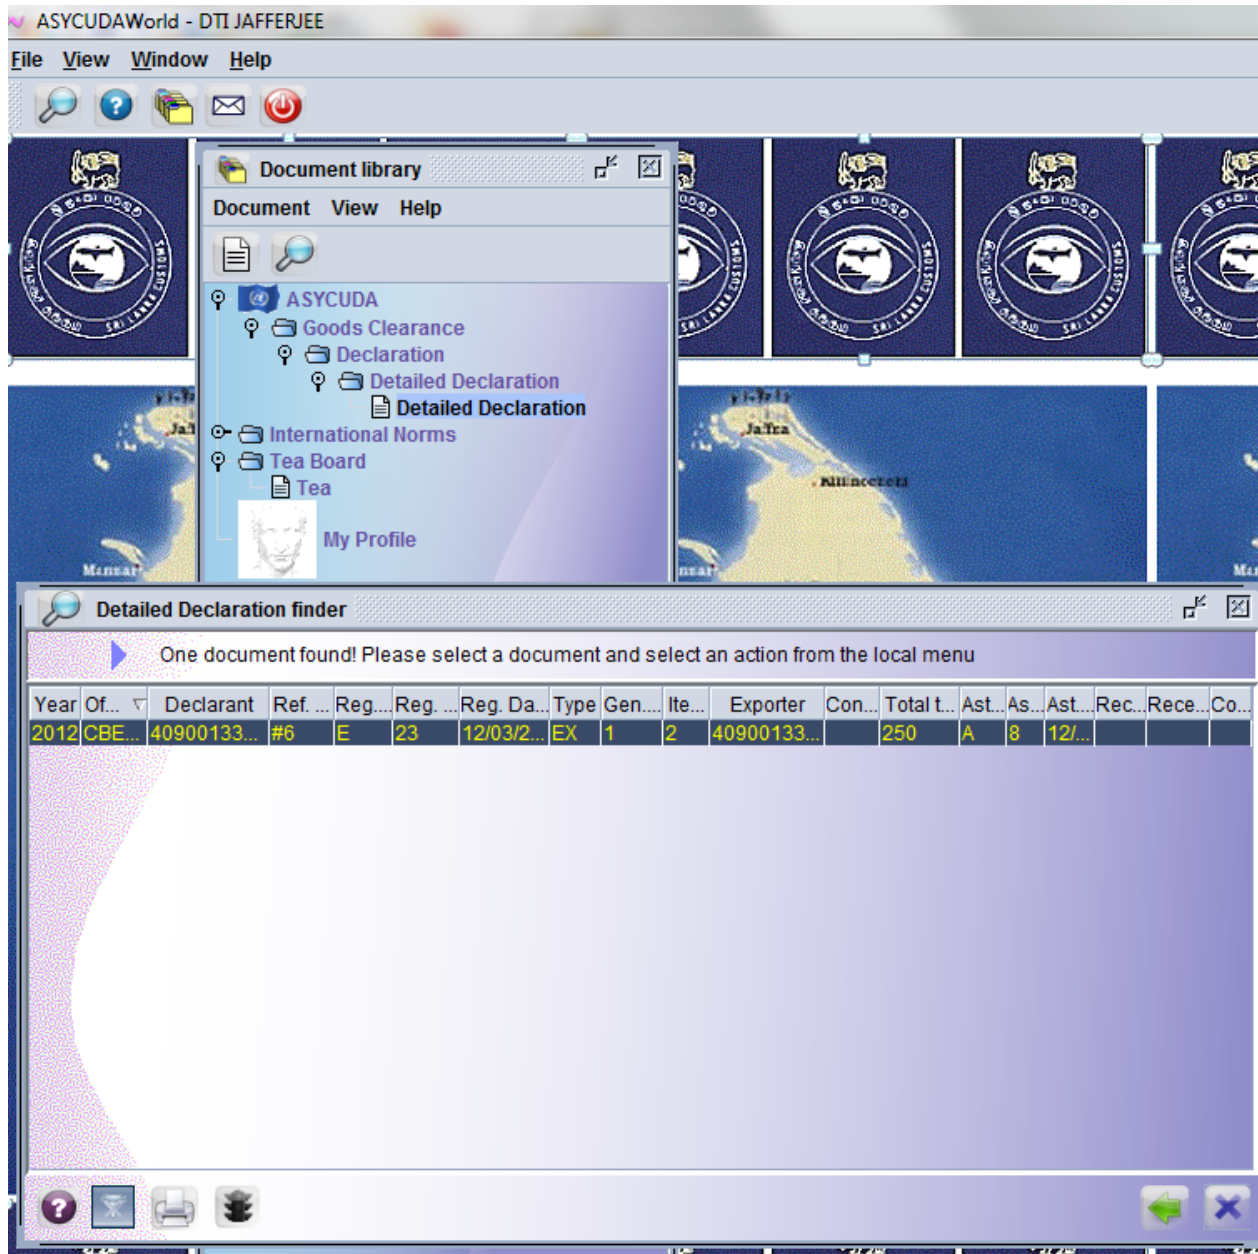 ASYCUDAWorld - DTI JAFFERJEE
File View Window Help
Document library
Document View Help
ASYCUDA
Goods Clearance
Declaration
Detailed Declaration
Detailed Declaration
International Norms
Tea Board
Tea
My Profile
SRI LANKA CUSTOMS
Jaffna
Mannar
Detailed Declaration finder
One document found! Please select a document and select an action from the local menu
Year Of... Declarant Ref. ... Reg... Reg. ... Reg. Da... Type Gen.... Ite... Exporter Con... Total t... Ast... As... Ast... Rec... Rece... Co...
2012 CBE... 40900133... #6 E 23 12/03/2... EX 1 2 40900133... 250 A 8 12/...